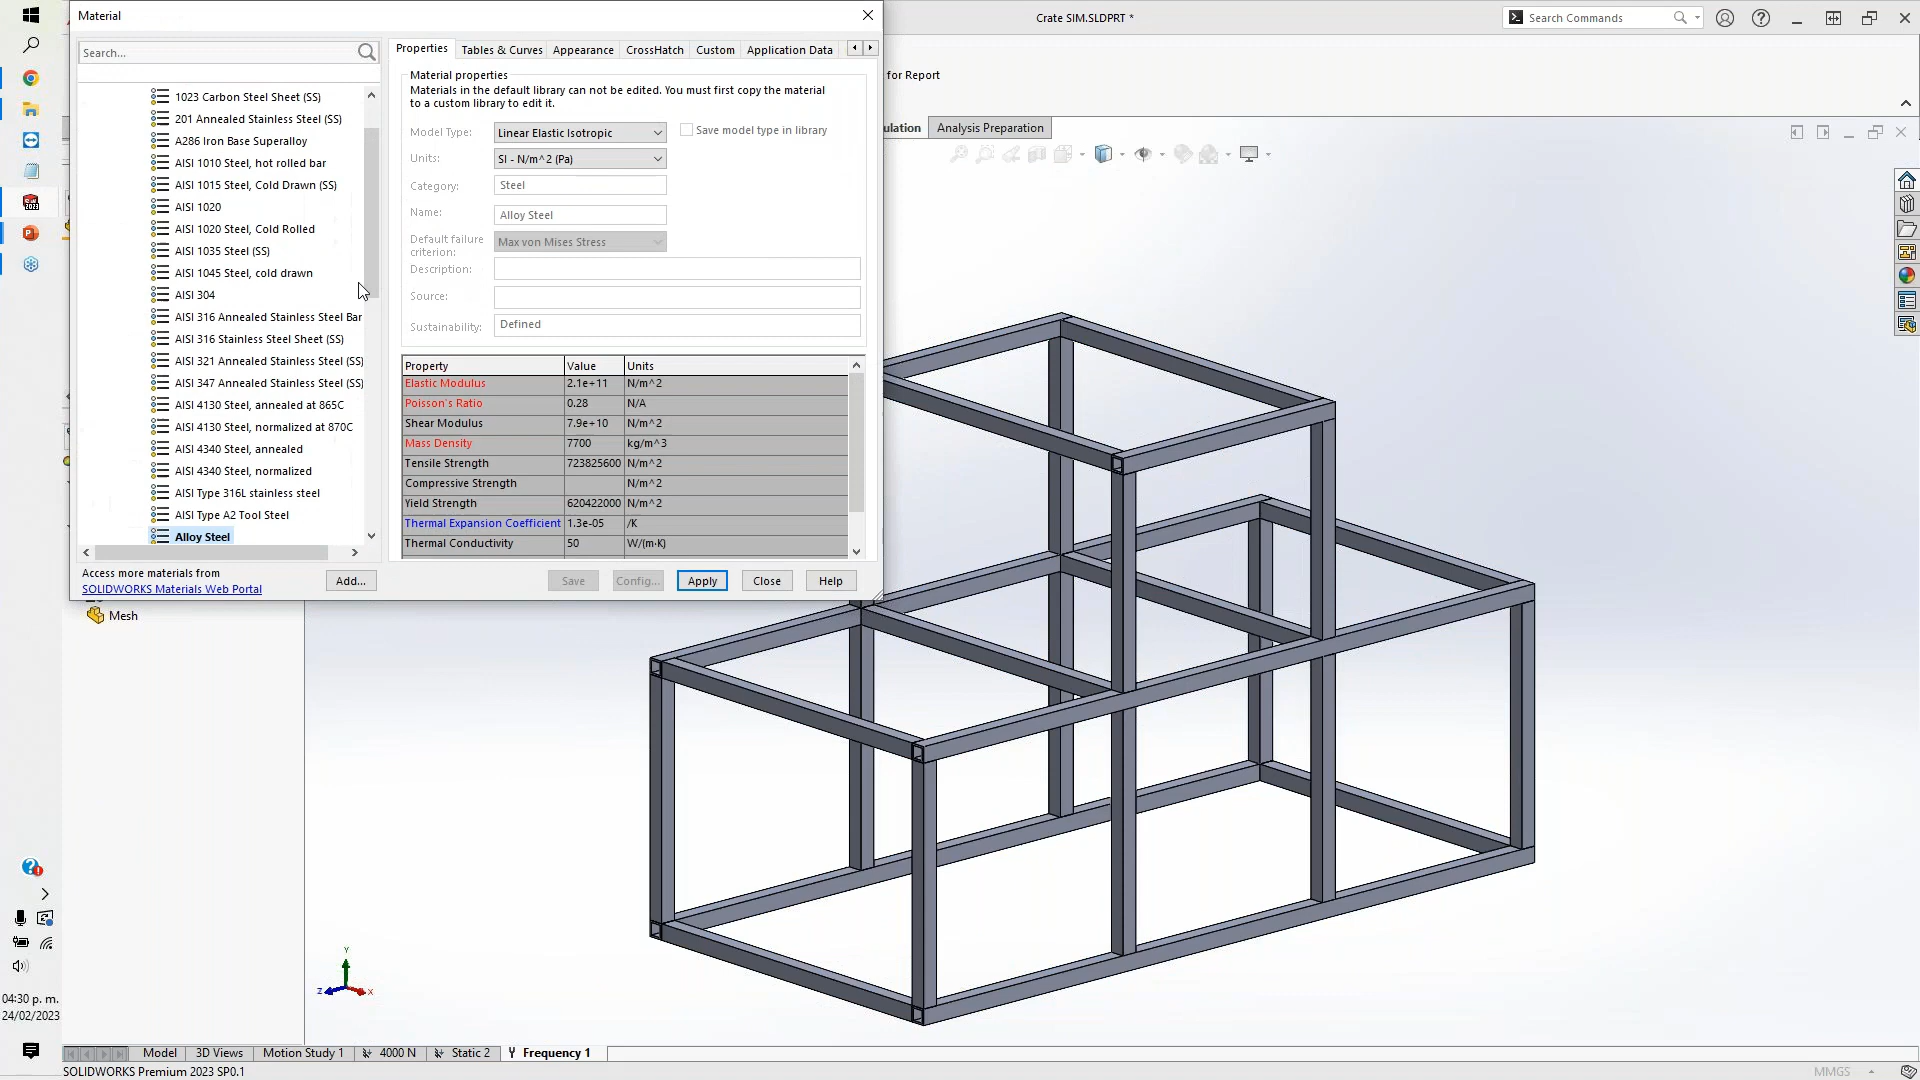 Material
Crate SIM.SLDPRT *
Search Commands
Search...
Properties
Tables & Curves
Appearance
CrossHatch
Custom
Application Data
for Report
Material properties
Materials in the default library can not be edited. You must first copy the material
to a custom library to edit it.
Model Type:
Linear Elastic Isotropic
Save model type in library
Units:
SI - N/m^2 (Pa)
Category:
Steel
Name:
Alloy Steel
Default failure
criterion:
Max von Mises Stress
Description:
Source:
Sustainability:
Defined
1023 Carbon Steel Sheet (SS)
201 Annealed Stainless Steel (SS)
A286 Iron Base Superalloy
AISI 1010 Steel, hot rolled bar
AISI 1015 Steel, Cold Drawn (SS)
AISI 1020
AISI 1020 Steel, Cold Rolled
AISI 1035 Steel (SS)
AISI 1045 Steel, cold drawn
AISI 304
AISI 316 Annealed Stainless Steel Bar
AISI 316 Stainless Steel Sheet (SS)
AISI 321 Annealed Stainless Steel (SS)
AISI 347 Annealed Stainless Steel (SS)
AISI 4130 Steel, annealed at 865C
AISI 4130 Steel, normalized at 870C
AISI 4340 Steel, annealed
AISI 4340 Steel, normalized
AISI Type 316L stainless steel
AISI Type A2 Tool Steel
Alloy Steel
Property Value Units
Elastic Modulus 2.1e+11 N/m^2
Poisson's Ratio 0.28 N/A
Shear Modulus 7.9e+10 N/m^2
Mass Density 7700 kg/m^3
Tensile Strength 723825600 N/m^2
Compressive Strength N/m^2
Yield Strength 620422000 N/m^2
Thermal Expansion Coefficient 1.3e-05 /K
Thermal Conductivity 50 W/(m·K)
Access more materials from
SOLIDWORKS Materials Web Portal
Add...
Save
Config...
Apply
Close
Help
ulation
Analysis Preparation
Mesh
Y
Z
X
04:30 p. m.
24/02/2023
Model
3D Views
Motion Study 1
4000 N
Static 2
Frequency 1
SOLIDWORKS Premium 2023 SP0.1
MMGS